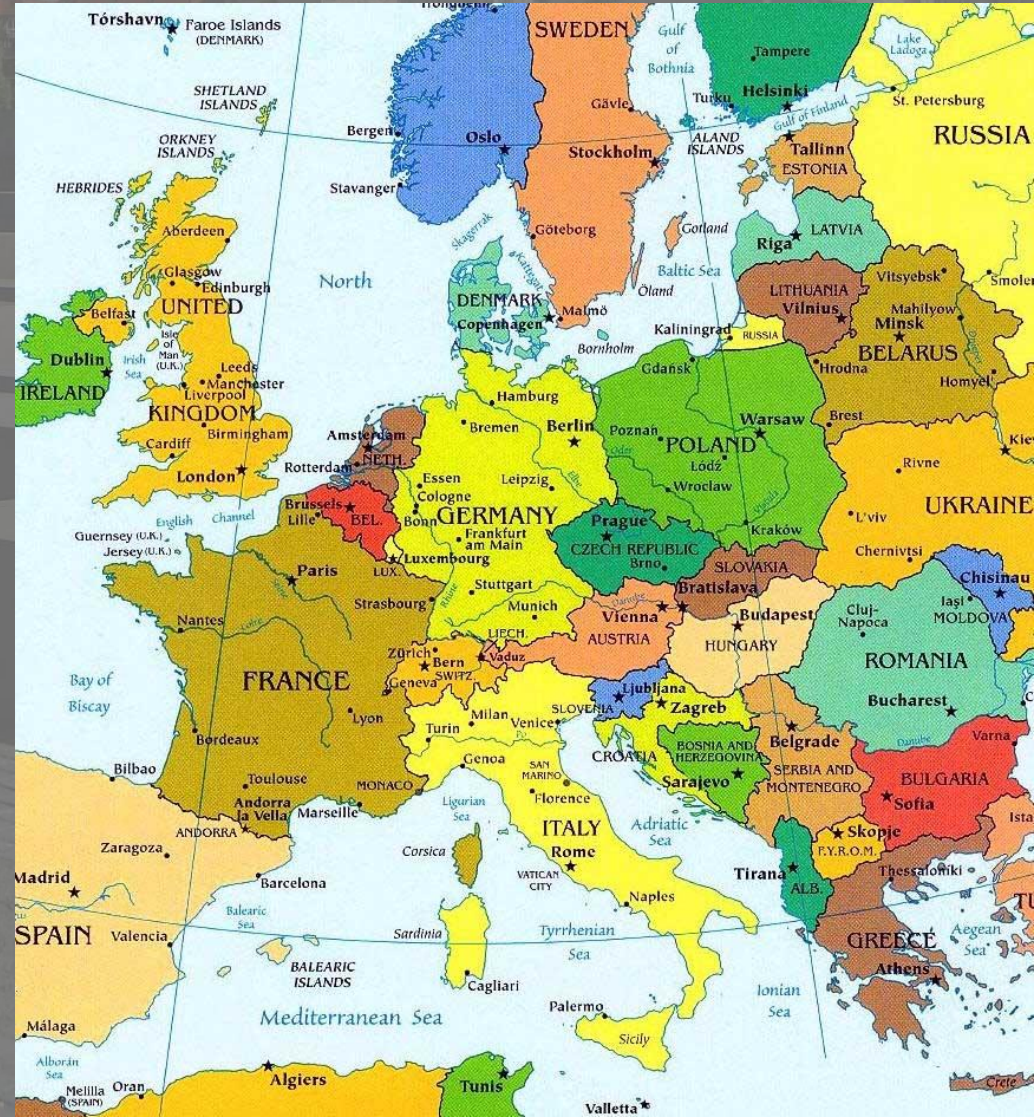 Tórshavn
Faroe Islands
(DENMARK)
SWEDEN
Gulf
of
Bothnia
Lake
Ladoga
Tampere
SHETLAND
ISLANDS
Gävle
Turku
Helsinki
St. Petersburg
Gulf of Finland
ORKNEY
ISLANDS
Bergen
Oslo
Stockholm
ALAND
ISLANDS
Tallinn
ESTONIA
RUSSIA
HEBRIDES
Stavanger
Aberdeen
Skagerrak
Kattegat
Göteborg
Gotland
Riga
LATVIA
North
Baltic Sea
Glasgow
Edinburgh
UNITED
Öland
LITHUANIA
Vilnius
Vitsyebsk
Smolen
Belfast
DENMARK
Copenhagen
Malmö
Kaliningrad
RUSSIA
Minsk
Mahilyow
BELARUS
Dnieper
Isle
of
Man
(U.K.)
Dublin
Irish
Sea
IRELAND
Leeds
Manchester
Liverpool
KINGDOM
Birmingham
Cardiff
London
Bornholm
Gdańsk
Hrodna
Homyel
Hamburg
Bremen
Berlin
Poznań
Warsaw
POLAND
Oder
Łódź
Brest
Amsterdam
NETH.
Rotterdam
Essen
Cologne
Bonn
Leipzig
Elbe
Wrocław
Vistula
Rivne
Kiev
UKRAINE
English Channel
Brussels
BEL.
Lille
GERMANY
Frankfurt
am Main
Prague
CZECH REPUBLIC
Brno
Kraków
L'viv
Guernsey (U.K.)
Jersey (U.K.)
Luxembourg
LUX.
SLOVAKIA
Bratislava
Chernivtsi
Paris
Seine
Strasbourg
Rhine
Stuttgart
Munich
Danube
Vienna
AUSTRIA
Budapest
HUNGARY
Cluj-
Napoca
Iaşi
Chisinau
MOLDOVA
Nantes
Loire
LIECH.
Zürich
Bern
SWITZ.
Vaduz
Geneva
ROMANIA
Bucharest
Danube
Bay of
Biscay
FRANCE
Lyon
Bordeaux
Turin
Milan
Venice
Po
SLOVENIA
Ljubljana
Zagreb
CROATIA
BOSNIA AND
HERZEGOVINA
Sarajevo
Belgrade
SERBIA AND
MONTENEGRO
Varna
BULGARIA
Sofia
Bilbao
Toulouse
Andorra
la Vella
ANDORRA
Marseille
MONACO
Genoa
SAN
MARINO
Florence
Ligurian
Sea
ITALY
Rome
VATICAN
CITY
Adriatic
Sea
Skopje
F.Y.R.O.M.
Ista
Zaragoza
Madrid
Barcelona
Corsica
Tirana
ALB.
Thessaloniki
SPAIN
Valencia
Balearic
Sea
BALEARIC
ISLANDS
Sardinia
Cagliari
Naples
Tyrrhenian
Sea
GREECE
Athens
Aegean
Sea
TU
Málaga
Mediterranean Sea
Palermo
Sicily
Ionian
Sea
Alborán
Sea
Melilla
(SPAIN)
Oran
Algiers
Tunis
Valletta
Crete